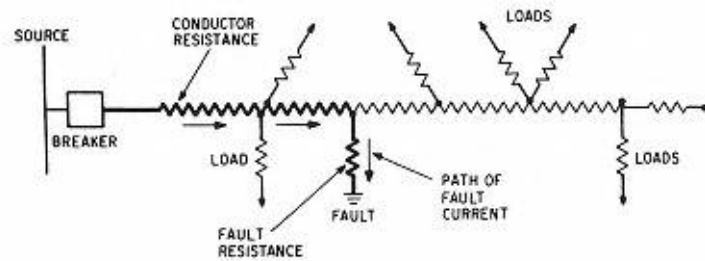 SOURCE
CONDUCTOR
RESISTANCE
LOADS
BREAKER
LOAD
LOADS
FAULT
RESISTANCE
FAULT
PATH OF
FAULT
CURRENT